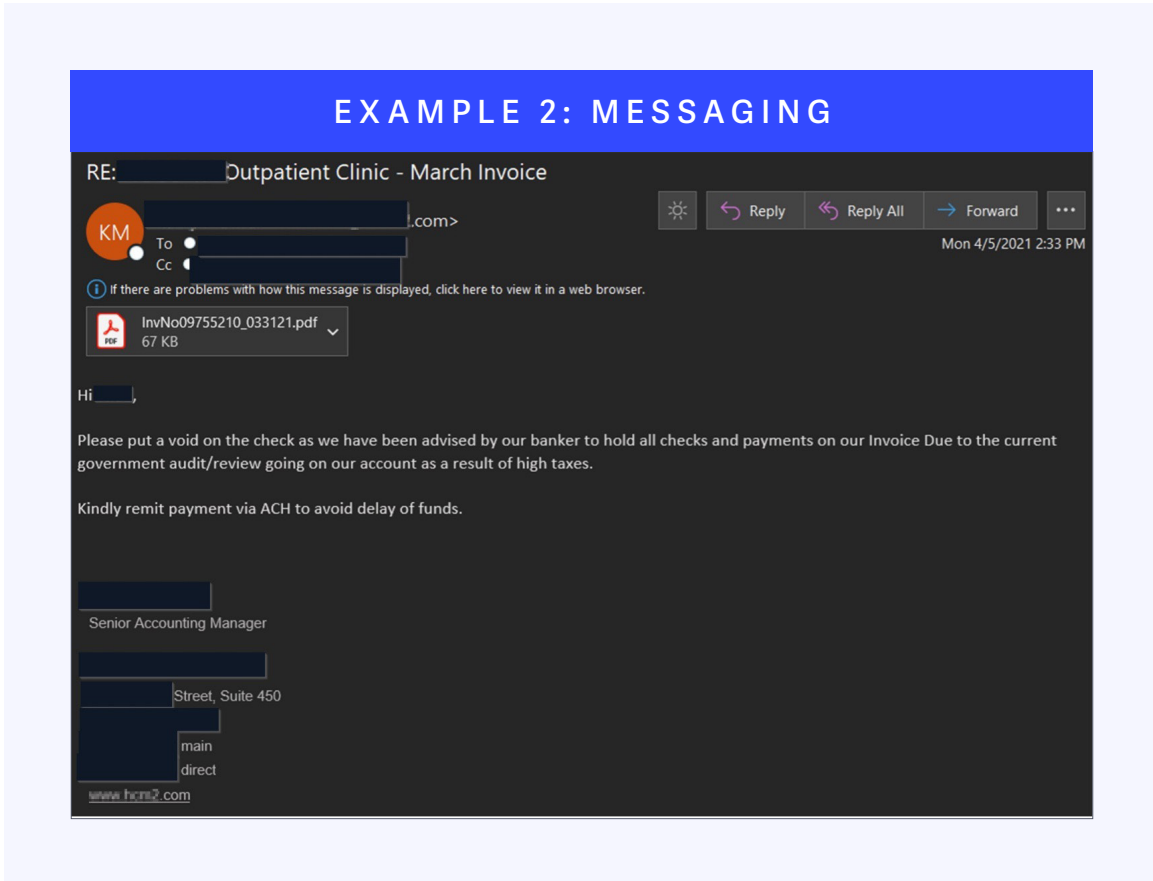 EXAMPLE 2: MESSAGING
RE: Outpatient Clinic - March Invoice
KM
.com>
Reply
Reply All
Forward
To
Cc
Mon 4/5/2021 2:33 PM
If there are problems with how this message is displayed, click here to view it in a web browser.
InvNo09755210_033121.pdf
PDF
67 KB
Hi ,
Please put a void on the check as we have been advised by our banker to hold all checks and payments on our Invoice Due to the current
government audit/review going on our account as a result of high taxes.
Kindly remit payment via ACH to avoid delay of funds.
Senior Accounting Manager
Street, Suite 450
main
direct
.com